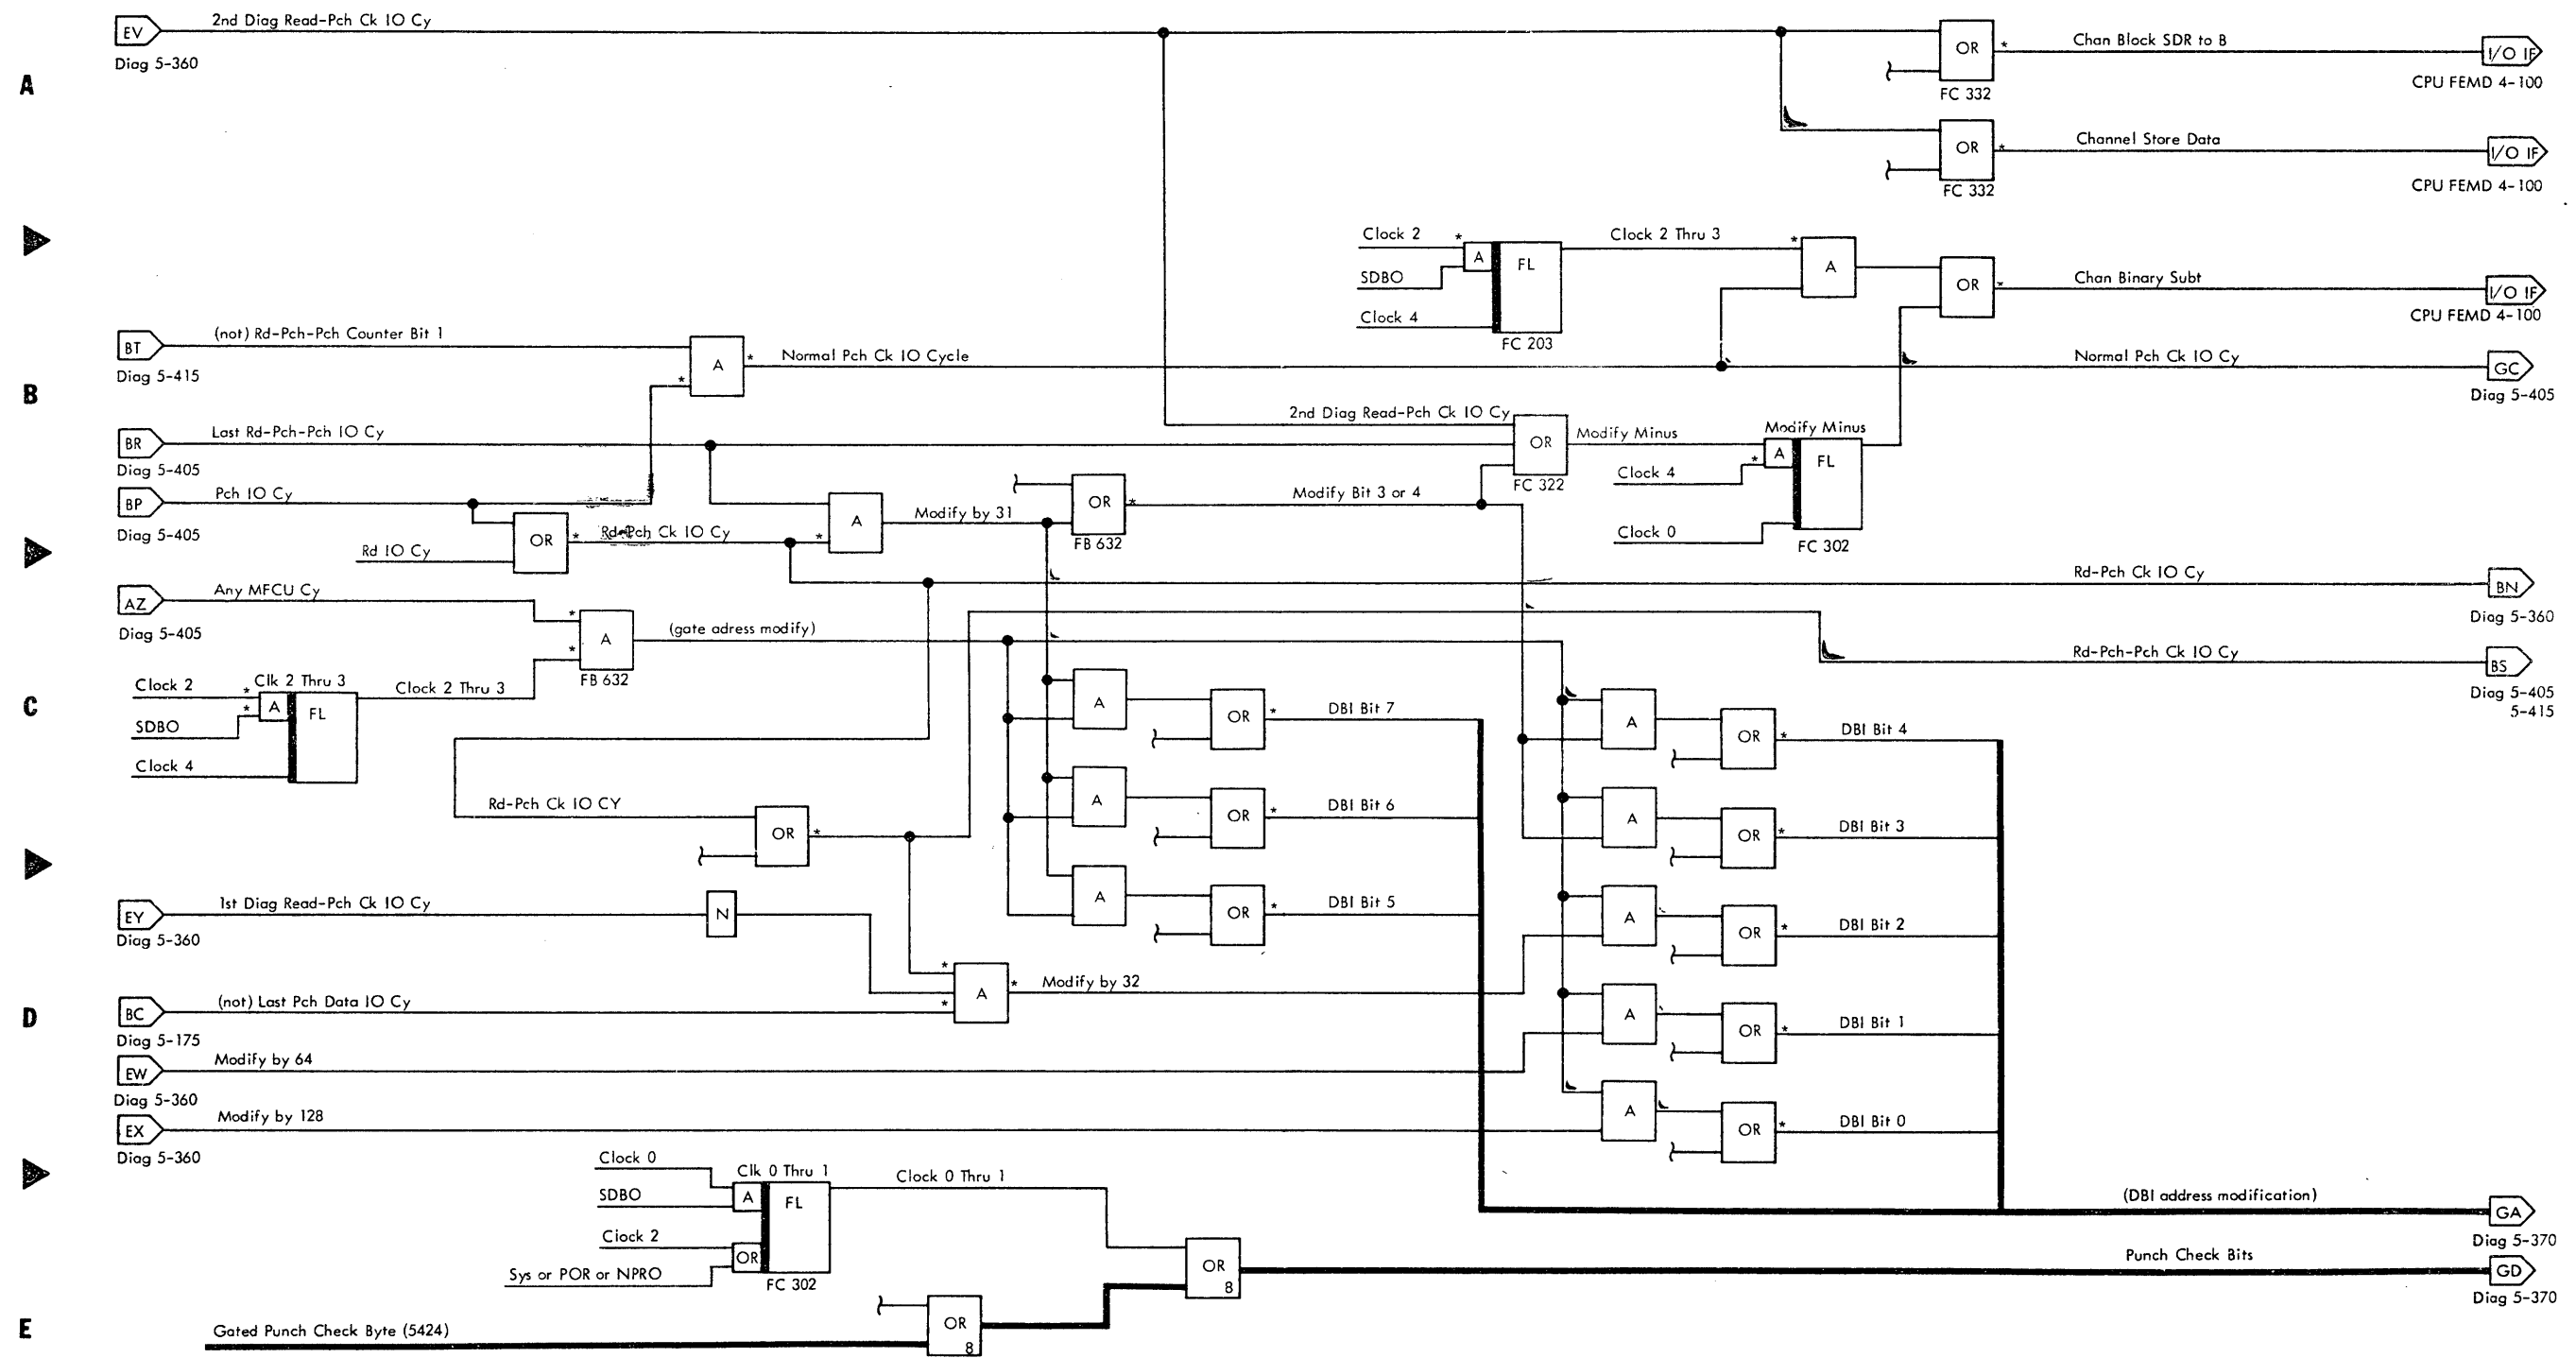 EV
2nd Diag Read-Pch Ck IO Cy
Diag 5-360
OR
*
Chan Block SDR to B
I/O IF
CPU FEMD 4-100
FC 332
A
OR
*
Channel Store Data
I/O IF
CPU FEMD 4-100
FC 332
Clock 2
*
A
FL
SDBO
Clock 4
FC 203
Clock 2 Thru 3
*
A
OR
*
Chan Binary Subt
I/O IF
CPU FEMD 4-100
BT
(not) Rd-Pch-Pch Counter Bit 1
Diag 5-415
A
*
*
Normal Pch Ck IO Cycle
Normal Pch Ck IO Cy
GC
Diag 5-405
B
BR
Last Rd-Pch-Pch IO Cy
Diag 5-405
2nd Diag Read-Pch Ck IO Cy
OR
FC 322
Modify Minus
Modify Minus
A
*
FL
Clock 4
Clock 0
FC 302
BP
Pch IO Cy
Diag 5-405
Rd IO Cy
OR
*
Rd-Pch Ck IO Cy
*
A
Modify by 31
OR
*
FB 632
Modify Bit 3 or 4
Rd-Pch Ck IO Cy
BN
Diag 5-360
AZ
Any MFCU Cy
Diag 5-405
*
*
A
FB 632
(gate adress modify)
Rd-Pch-Pch Ck IO Cy
BS
Diag 5-405
5-415
C
Clock 2
*
Clk 2 Thru 3
*
A
FL
SDBO
Clock 4
Clock 2 Thru 3
A
OR
*
DBI Bit 7
A
OR
*
DBI Bit 4
A
OR
*
DBI Bit 6
A
OR
*
DBI Bit 3
Rd-Pch Ck IO CY
OR
*
A
OR
*
DBI Bit 5
A
OR
*
DBI Bit 2
EY
1st Diag Read-Pch Ck IO Cy
Diag 5-360
N
*
*
A
*
Modify by 32
D
BC
(not) Last Pch Data IO Cy
Diag 5-175
A
OR
*
DBI Bit 1
EW
Modify by 64
Diag 5-360
EX
Modify by 128
Diag 5-360
A
OR
*
DBI Bit 0
Clock 0
Clk 0 Thru 1
A
FL
SDBO
Clock 2
OR
Sys or POR or NPRO
FC 302
Clock 0 Thru 1
(DBI address modification)
GA
Diag 5-370
OR
8
Punch Check Bits
GD
Diag 5-370
E
Gated Punch Check Byte (5424)
OR
8